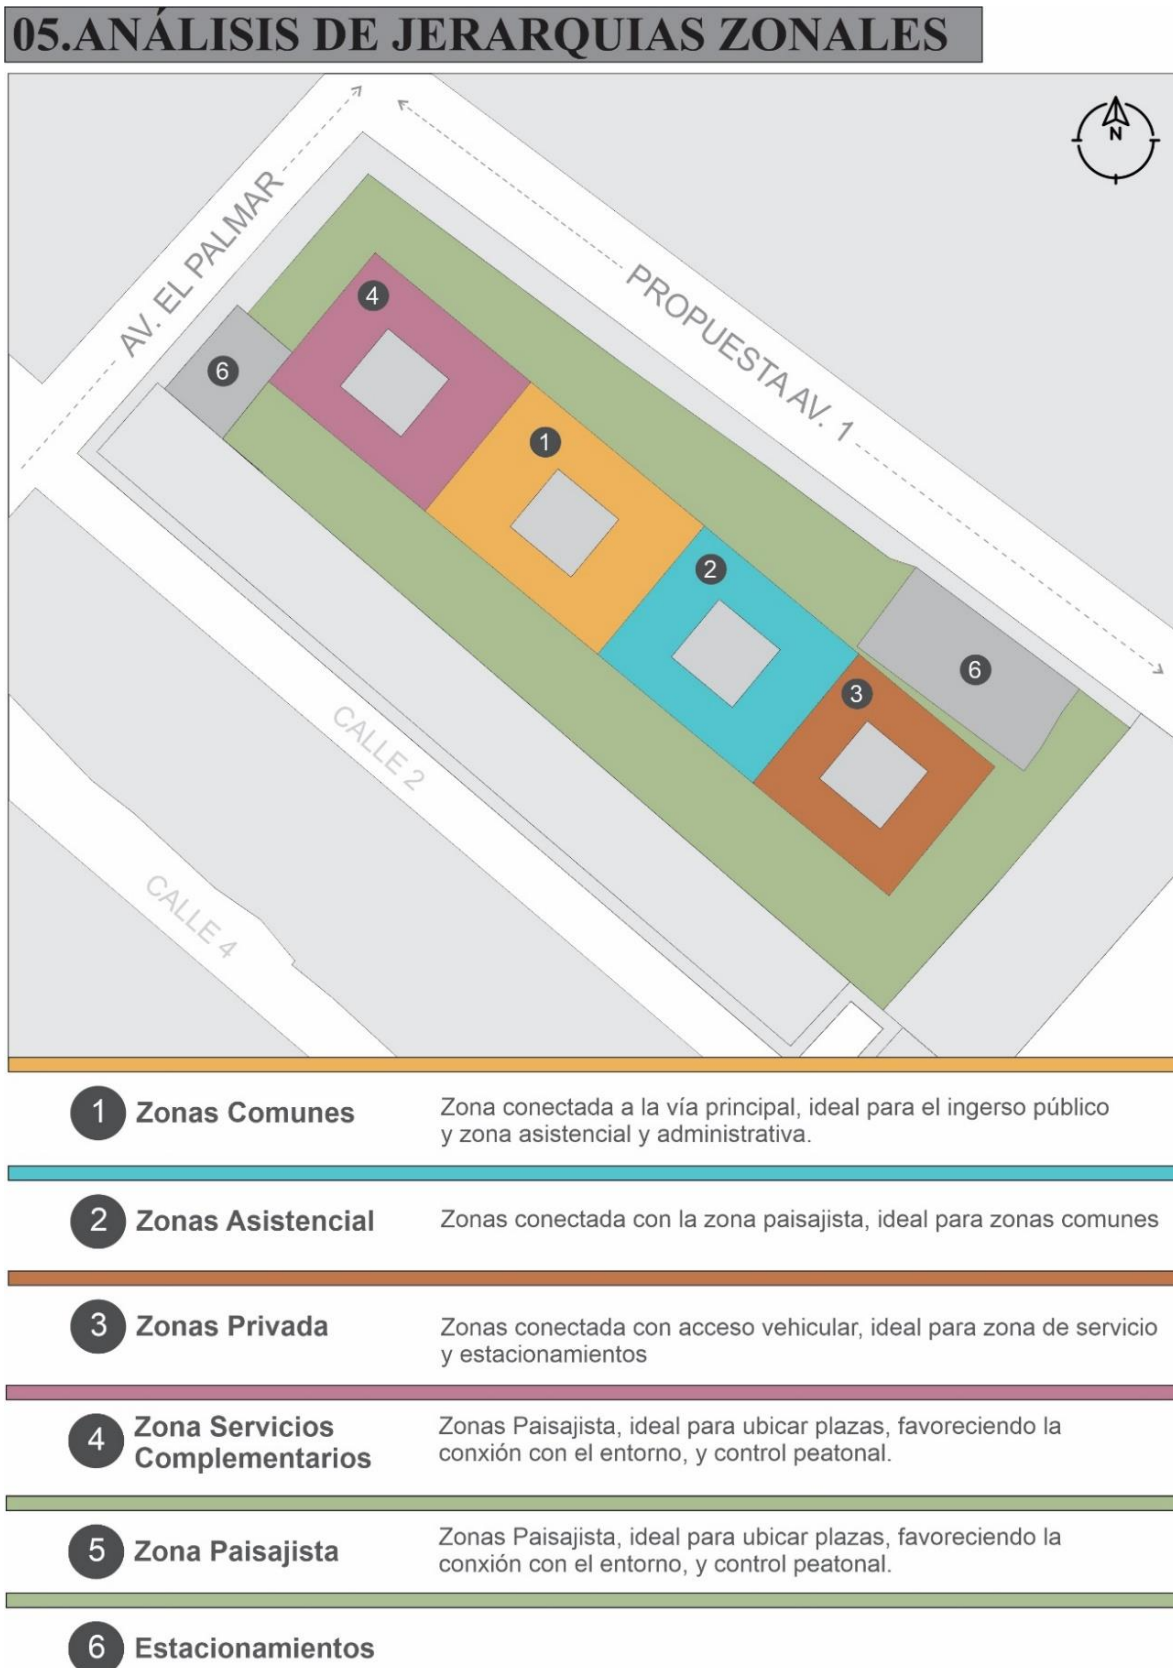 05.ANÁLISIS DE JERARQUIAS ZONALES
N
AV. EL PALMAR
PROPUESTA AV. 1
4
6
1
2
6
3
CALLE 2
CALLE 4
1 Zonas Comunes
Zona conectada a la vía principal, ideal para el ingerso público
y zona asistencial y administrativa.
2 Zonas Asistencial
Zonas conectada con la zona paisajista, ideal para zonas comunes
3 Zonas Privada
Zonas conectada con acceso vehicular, ideal para zona de servicio
y estacionamientos
4 Zona Servicios
Complementarios
Zonas Paisajista, ideal para ubicar plazas, favoreciendo la
conxión con el entorno, y control peatonal.
5 Zona Paisajista
Zonas Paisajista, ideal para ubicar plazas, favoreciendo la
conxión con el entorno, y control peatonal.
6 Estacionamientos